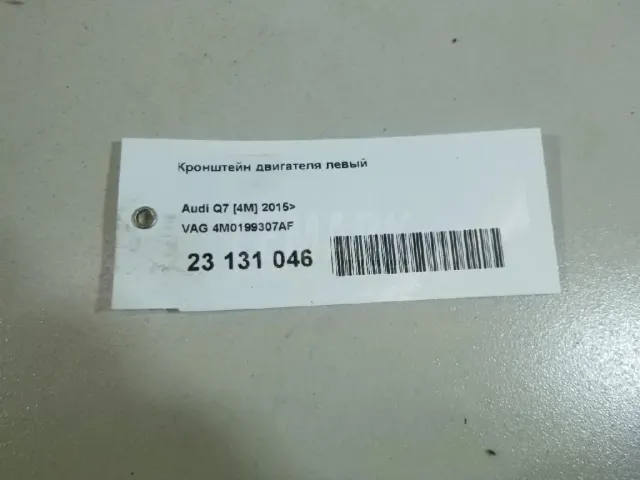 Кронштейн двигателя левый
Audi Q7 [4M] 2015>
VAG 4M0199307AF
23 131 046